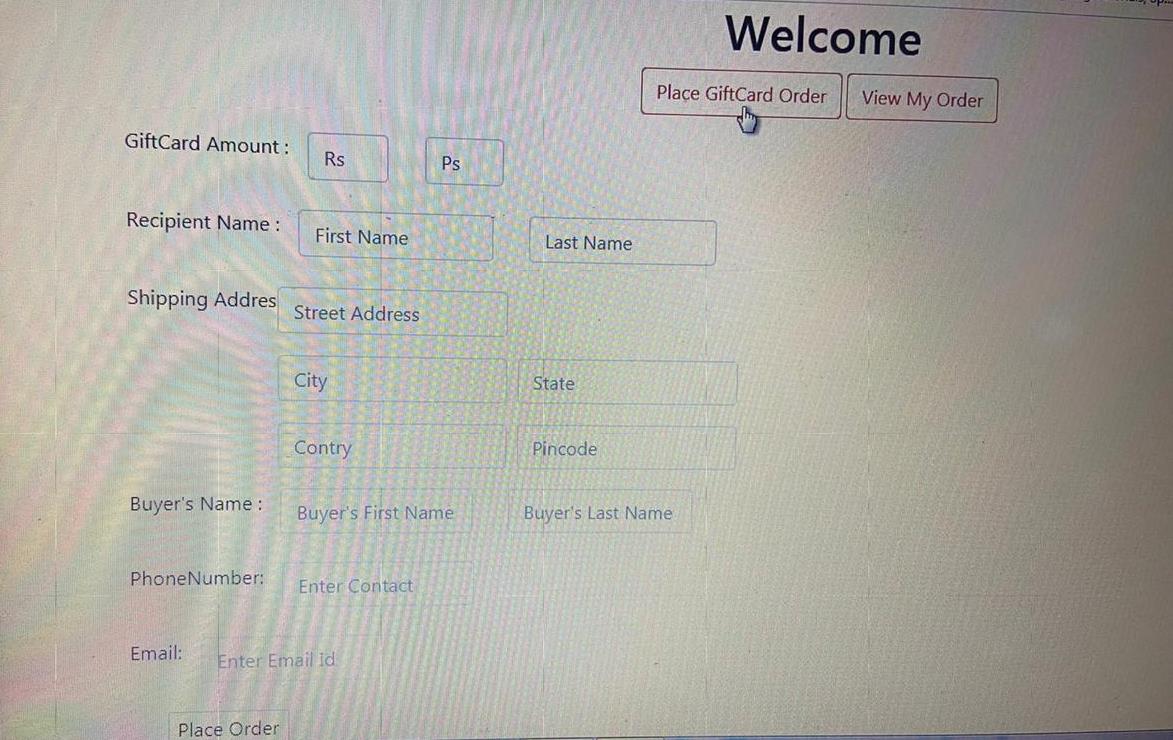 Welcome
Place GiftCard Order View My Order
GiftCard Amount : Rs Ps
Recipient Name : First Name Last Name
Shipping Addres Street Address
City State
Contry Pincode
Buyer's Name : Buyer's First Name Buyer's Last Name
PhoneNumber: Enter Contact
Email: Enter Email id
Place Order